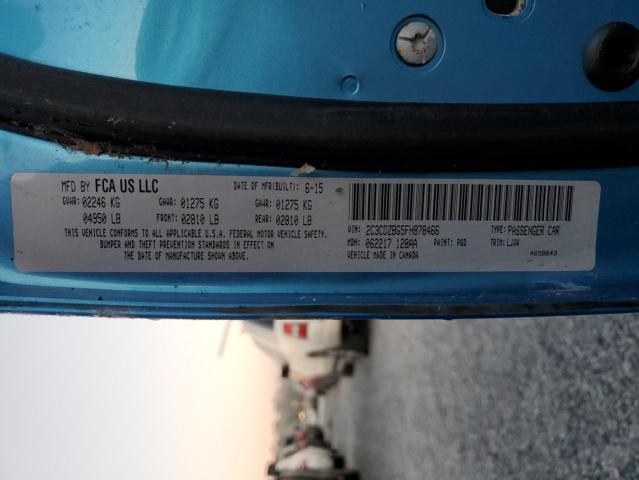 MFD BY FCA US LLC DATE OF MFR(BUILT): 6-15
GVWR: 02246 KG GAWR: 01275 KG GAWR: 01275 KG
04950 LB FRONT: 02810 LB REAR: 02810 LB
THIS VEHICLE CONFORMS TO ALL APPLICABLE U.S.A. FEDERAL MOTOR VEHICLE SAFETY,
BUMPER AND THEFT PREVENTION STANDARDS IN EFFECT ON
THE DATE OF MANUFACTURE SHOWN ABOVE.
VIN: 2C3CDZBG5FH878466 TYPE: PASSENGER CAR
MDH: 062217 128AA PAINT: PQD TRIM: LJXA
VEHICLE MADE IN CANADA 4658843